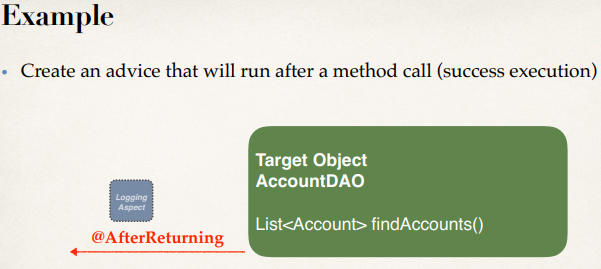 Example
• Create an advice that will run after a method call (success execution)
Target Object
AccountDAO
List<Account> findAccounts()
Logging
Aspect
@AfterReturning